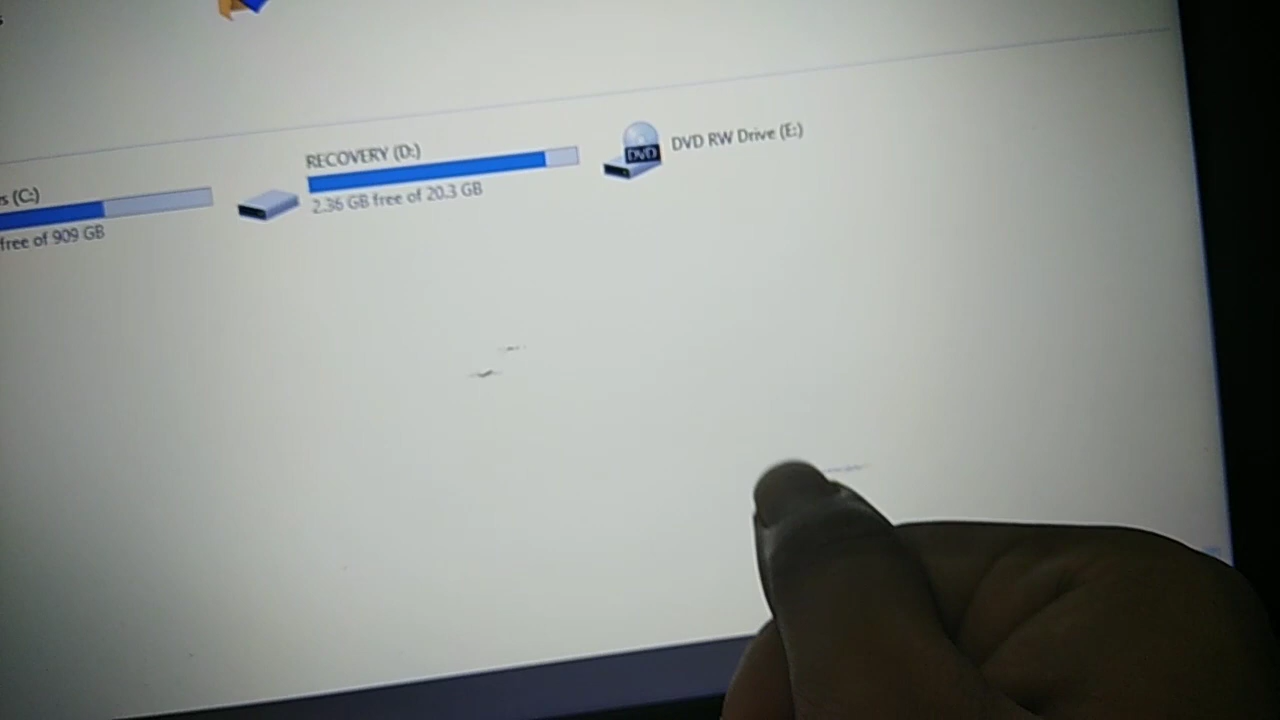 RECOVERY (D:)
2.36 GB free of 20.3 GB
DVD RW Drive (E:)
DVD
s (C:)
free of 909 GB